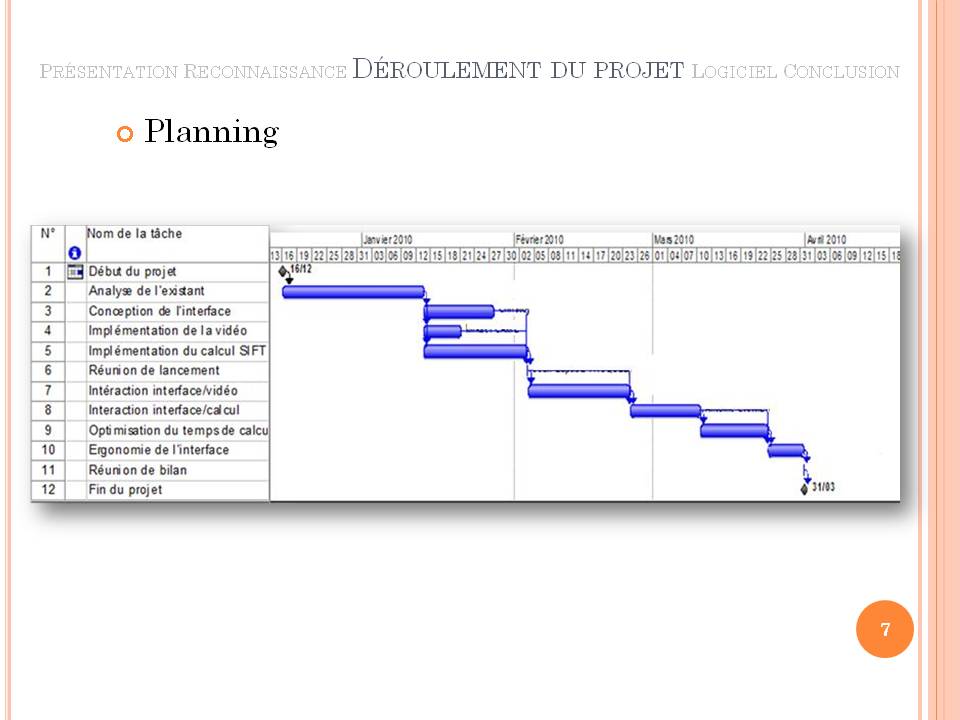 Présentation Reconnaissance Déroulement du projet Logiciel Conclusion
Planning
N° Nom de la tâche
Janvier 2010 Février 2010 Mars 2010 Avril 2010
13 16 19 22 25 28 31 03 06 09 12 15 18 21 24 27 30 02 05 08 11 14 17 20 23 26 01 04 07 10 13 16 19 22 25 28 31 03 06 09 12 15 18
1 Début du projet 16/12
2 Analyse de l'existant
3 Conception de l'interface
4 Implémentation de la vidéo
5 Implémentation du calcul SIFT
6 Réunion de lancement
7 Intéraction interface/vidéo
8 Interaction interface/calcul
9 Optimisation du temps de calcu
10 Ergonomie de l'interface
11 Réunion de bilan
12 Fin du projet 31/03
7